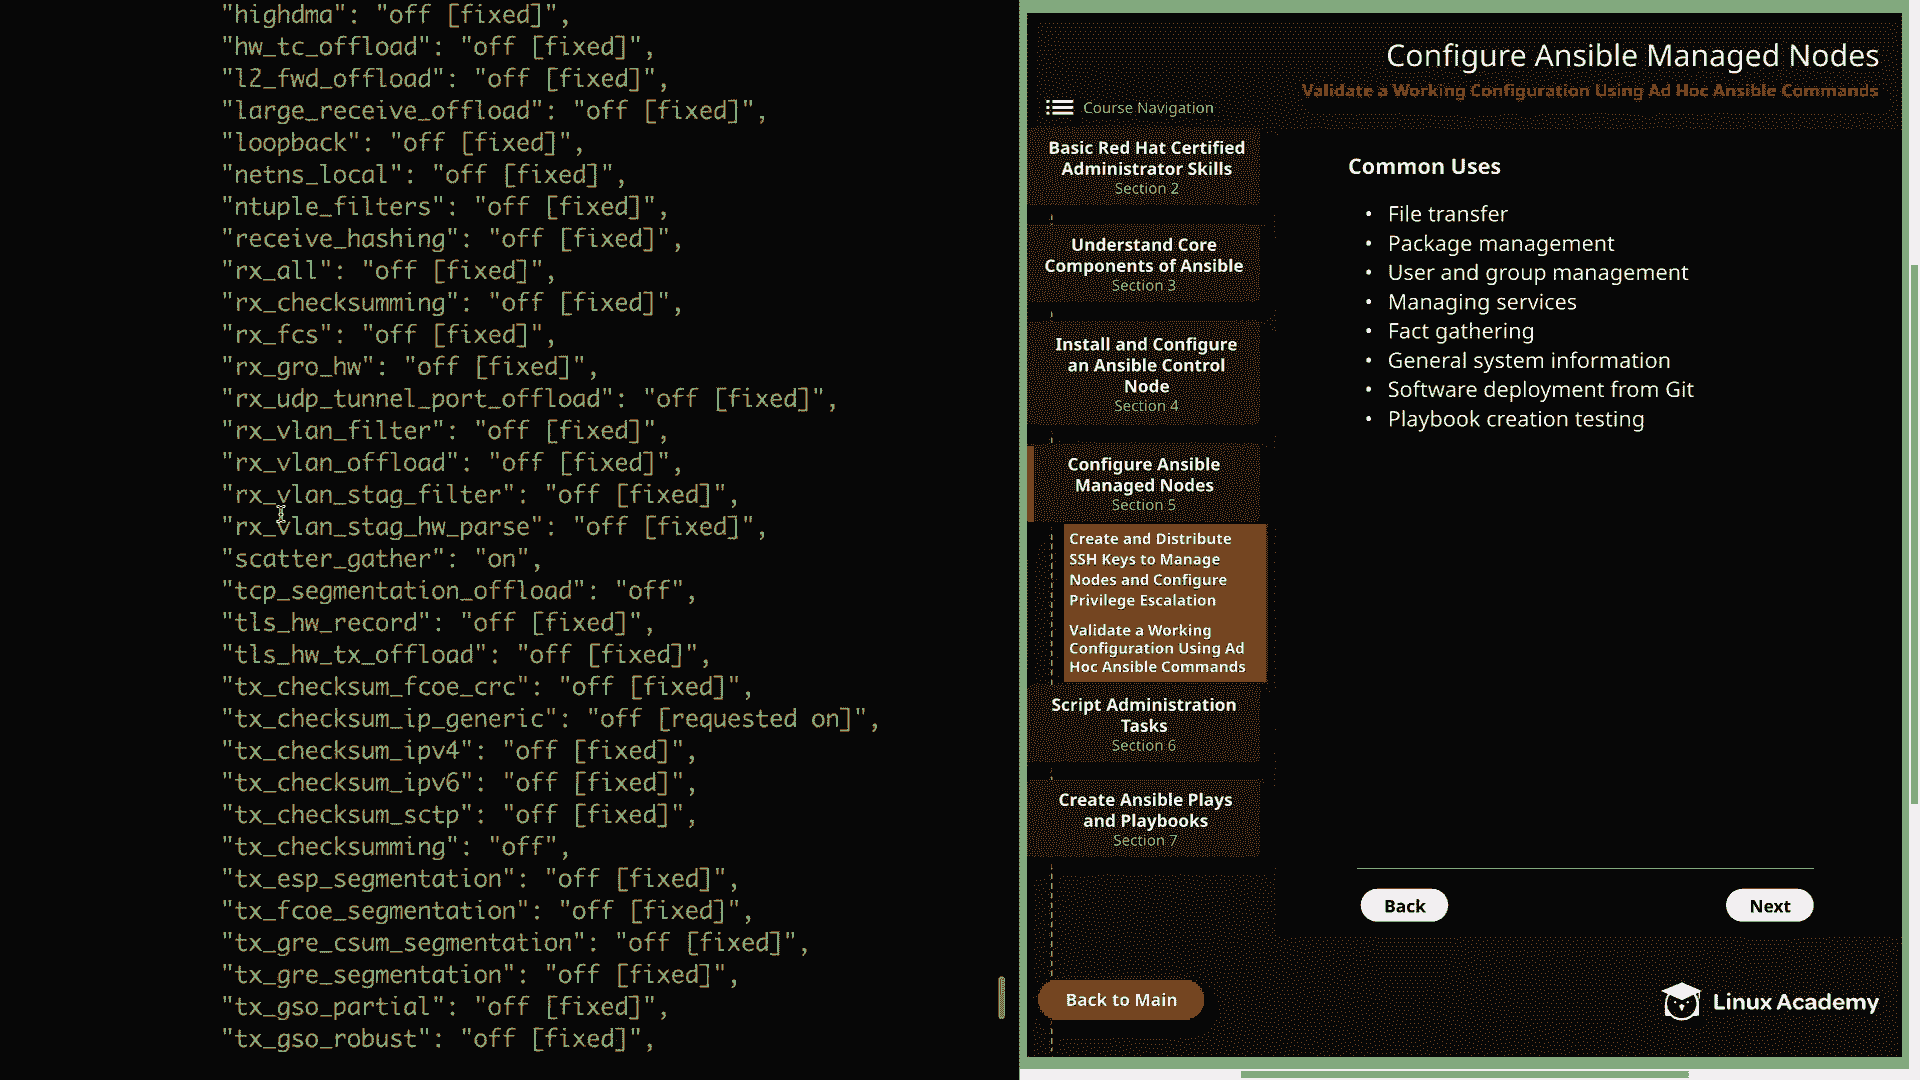 "highdma": "off [fixed]",
"hw_tc_offload": "off [fixed]",
"l2_fwd_offload": "off [fixed]",
"large_receive_offload": "off [fixed]",
"loopback": "off [fixed]",
"netns_local": "off [fixed]",
"ntuple_filters": "off [fixed]",
"receive_hashing": "off [fixed]",
"rx_all": "off [fixed]",
"rx_checksumming": "off [fixed]",
"rx_fcs": "off [fixed]",
"rx_gro_hw": "off [fixed]",
"rx_udp_tunnel_port_offload": "off [fixed]",
"rx_vlan_filter": "off [fixed]",
"rx_vlan_offload": "off [fixed]",
"rx_vlan_stag_filter": "off [fixed]",
"rx_vlan_stag_hw_parse": "off [fixed]",
"scatter_gather": "on",
"tcp_segmentation_offload": "off",
"tls_hw_record": "off [fixed]",
"tls_hw_tx_offload": "off [fixed]",
"tx_checksum_fcoe_crc": "off [fixed]",
"tx_checksum_ip_generic": "off [requested on]",
"tx_checksum_ipv4": "off [fixed]",
"tx_checksum_ipv6": "off [fixed]",
"tx_checksum_sctp": "off [fixed]",
"tx_checksumming": "off",
"tx_esp_segmentation": "off [fixed]",
"tx_fcoe_segmentation": "off [fixed]",
"tx_gre_csum_segmentation": "off [fixed]",
"tx_gre_segmentation": "off [fixed]",
"tx_gso_partial": "off [fixed]",
"tx_gso_robust": "off [fixed]",
Configure Ansible Managed Nodes
Validate a Working Configuration Using Ad Hoc Ansible Commands
Course Navigation
Basic Red Hat Certified
Administrator Skills
Section 2
Understand Core
Components of Ansible
Section 3
Install and Configure
an Ansible Control
Node
Section 4
Configure Ansible
Managed Nodes
Section 5
Create and Distribute
SSH Keys to Manage
Nodes and Configure
Privilege Escalation
Validate a Working
Configuration Using Ad
Hoc Ansible Commands
Script Administration
Tasks
Section 6
Create Ansible Plays
and Playbooks
Section 7
Back to Main
Common Uses
• File transfer
• Package management
• User and group management
• Managing services
• Fact gathering
• General system information
• Software deployment from Git
• Playbook creation testing
Back
Next
Linux Academy